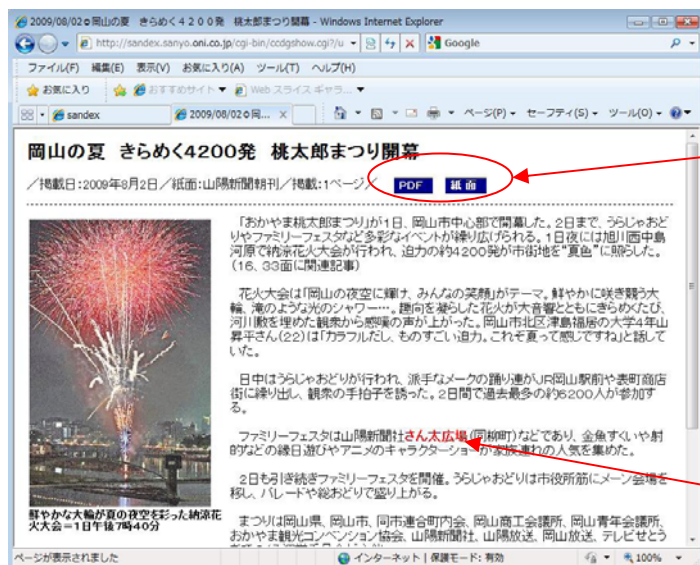 2009/08/02○岡山の夏 きらめく4200発 桃太郎まつり開幕 - Windows Internet Explorer
http://sandex.sanyo.oni.co.jp/cgi-bin/ccdgshow.cgi?/u
Google
ファイル(F) 編集(E) 表示(V) お気に入り(A) ツール(T) ヘルプ(H)
お気に入り おすすめサイト Web スライス ギャラ...
sandex 2009/08/02○岡... ページ(P) セーフティ(S) ツール(O)
岡山の夏 きらめく4200発 桃太郎まつり開幕
/掲載日:2009年8月2日/紙面:山陽新聞朝刊/掲載:1ページ/ PDF 紙面
「おかやま桃太郎まつり」が1日、岡山市中心部で開幕した。2日まで、うらじゃおど
りやファミリーフェスタなど多彩なイベントが繰り広げられる。1日夜には旭川西中島
河原で納涼花火大会が行われ、迫力の約4200発が市街地を“夏色”に照らした。
(16、33面に関連記事)
花火大会は「岡山の夜空に輝け、みんなの笑顔」がテーマ。鮮やかに咲き競う大
輪、滝のような光のシャワー…。趣向を凝らした花火が大音響とともにきらめくたび、
河川敷を埋めた観衆から感嘆の声が上がった。岡山市北区津島福居の大学4年山
昇平さん(22)は「カラフルだし、ものすごい迫力。これぞ夏って感じですね」と話して
いた。
日中はうらじゃおどりが行われ、派手なメークの踊り連がJR岡山駅前や表町商店
街に繰り出し、観衆の手拍子を誘った。2日間で過去最多の約6200人が参加す
る。
ファミリーフェスタは山陽新聞社さん太広場(同柳町)などであり、金魚すくいや射
的などの縁日遊びやアニメのキャラクターショーが家族連れの人気を集めた。
2日も引き続きファミリーフェスタを開催。うらじゃおどりは市役所筋にメーン会場を
移し、パレードや総おどりで盛り上がる。
まつりは岡山県、岡山市、同市連合町内会、岡山商工会議所、岡山青年会議所、
おかやま観光コンベンション協会、山陽新聞社、山陽放送、岡山放送、テレビせとう
鮮やかな大輪が夏の夜空を彩った納涼花
火大会=1日午後7時40分
ページが表示されました インターネット | 保護モード: 有効 100%